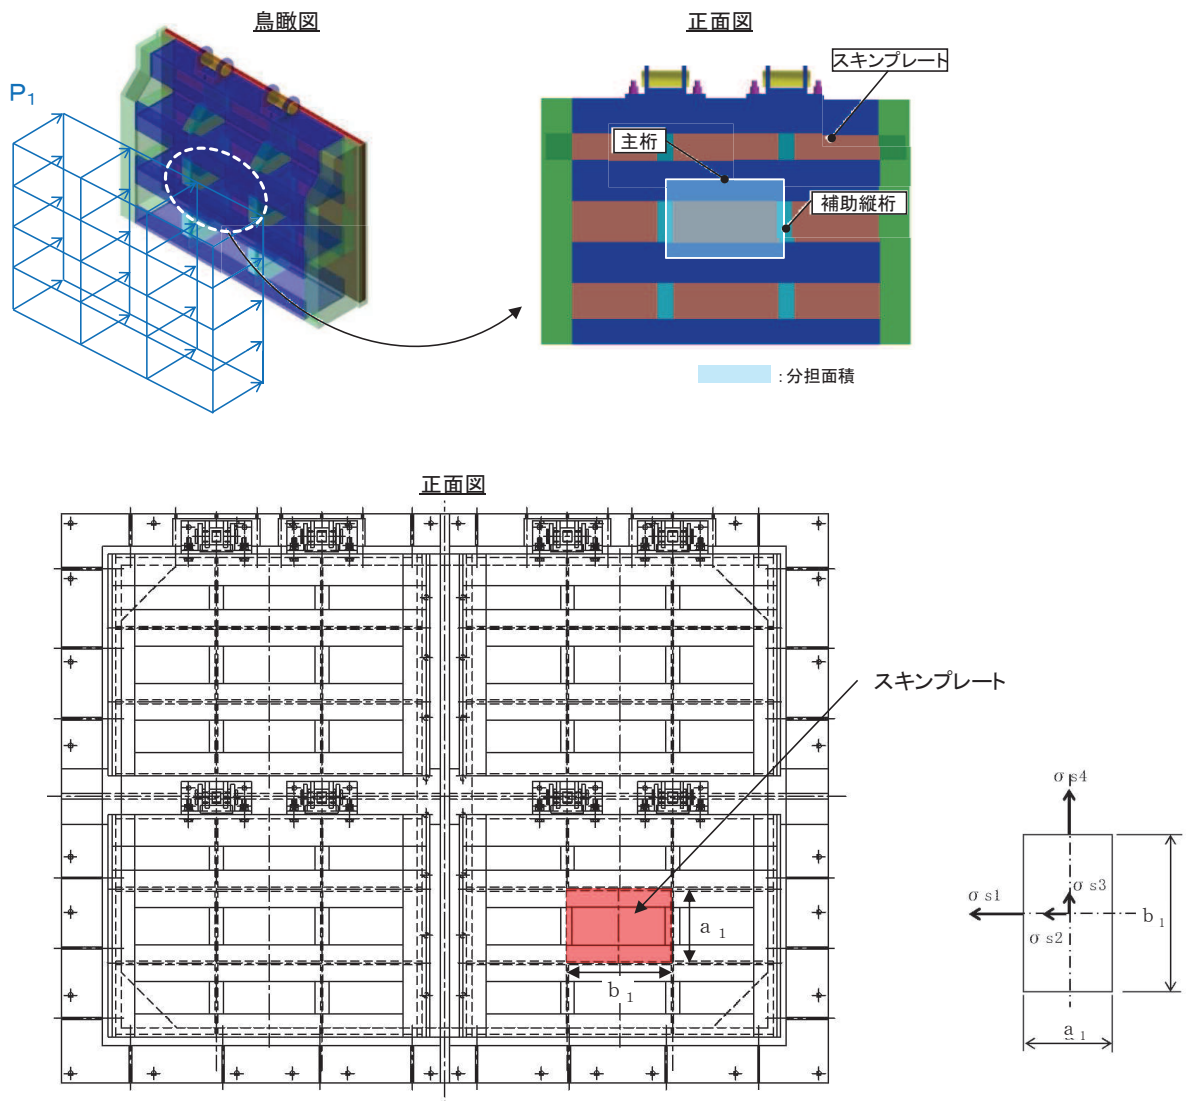 鳥瞰図
正面図
P1
スキンプレート
主桁
補助縦桁
：分担面積
正面図
スキンプレート
a 1
b 1
σ s4
σ s3
σ s1
σ s2
b 1
a 1